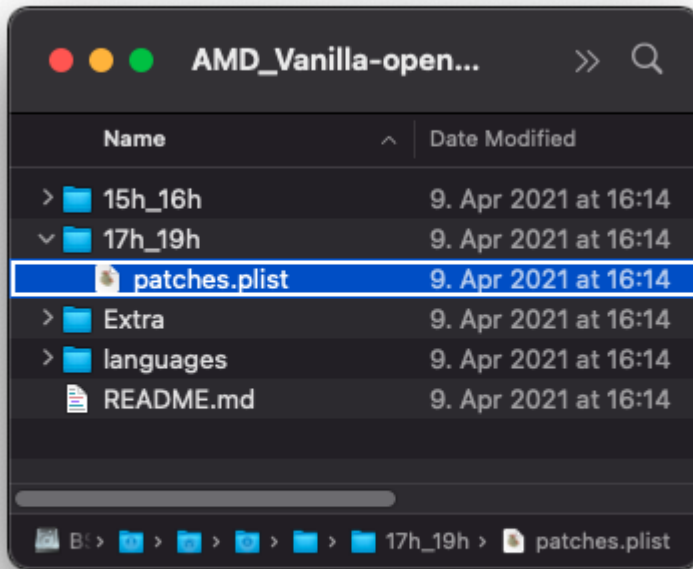 AMD_Vanilla-open...
Name Date Modified
15h_16h 9. Apr 2021 at 16:14
17h_19h 9. Apr 2021 at 16:14
patches.plist 9. Apr 2021 at 16:14
Extra 9. Apr 2021 at 16:14
languages 9. Apr 2021 at 16:14
README.md 9. Apr 2021 at 16:14
17h_19h › patches.plist